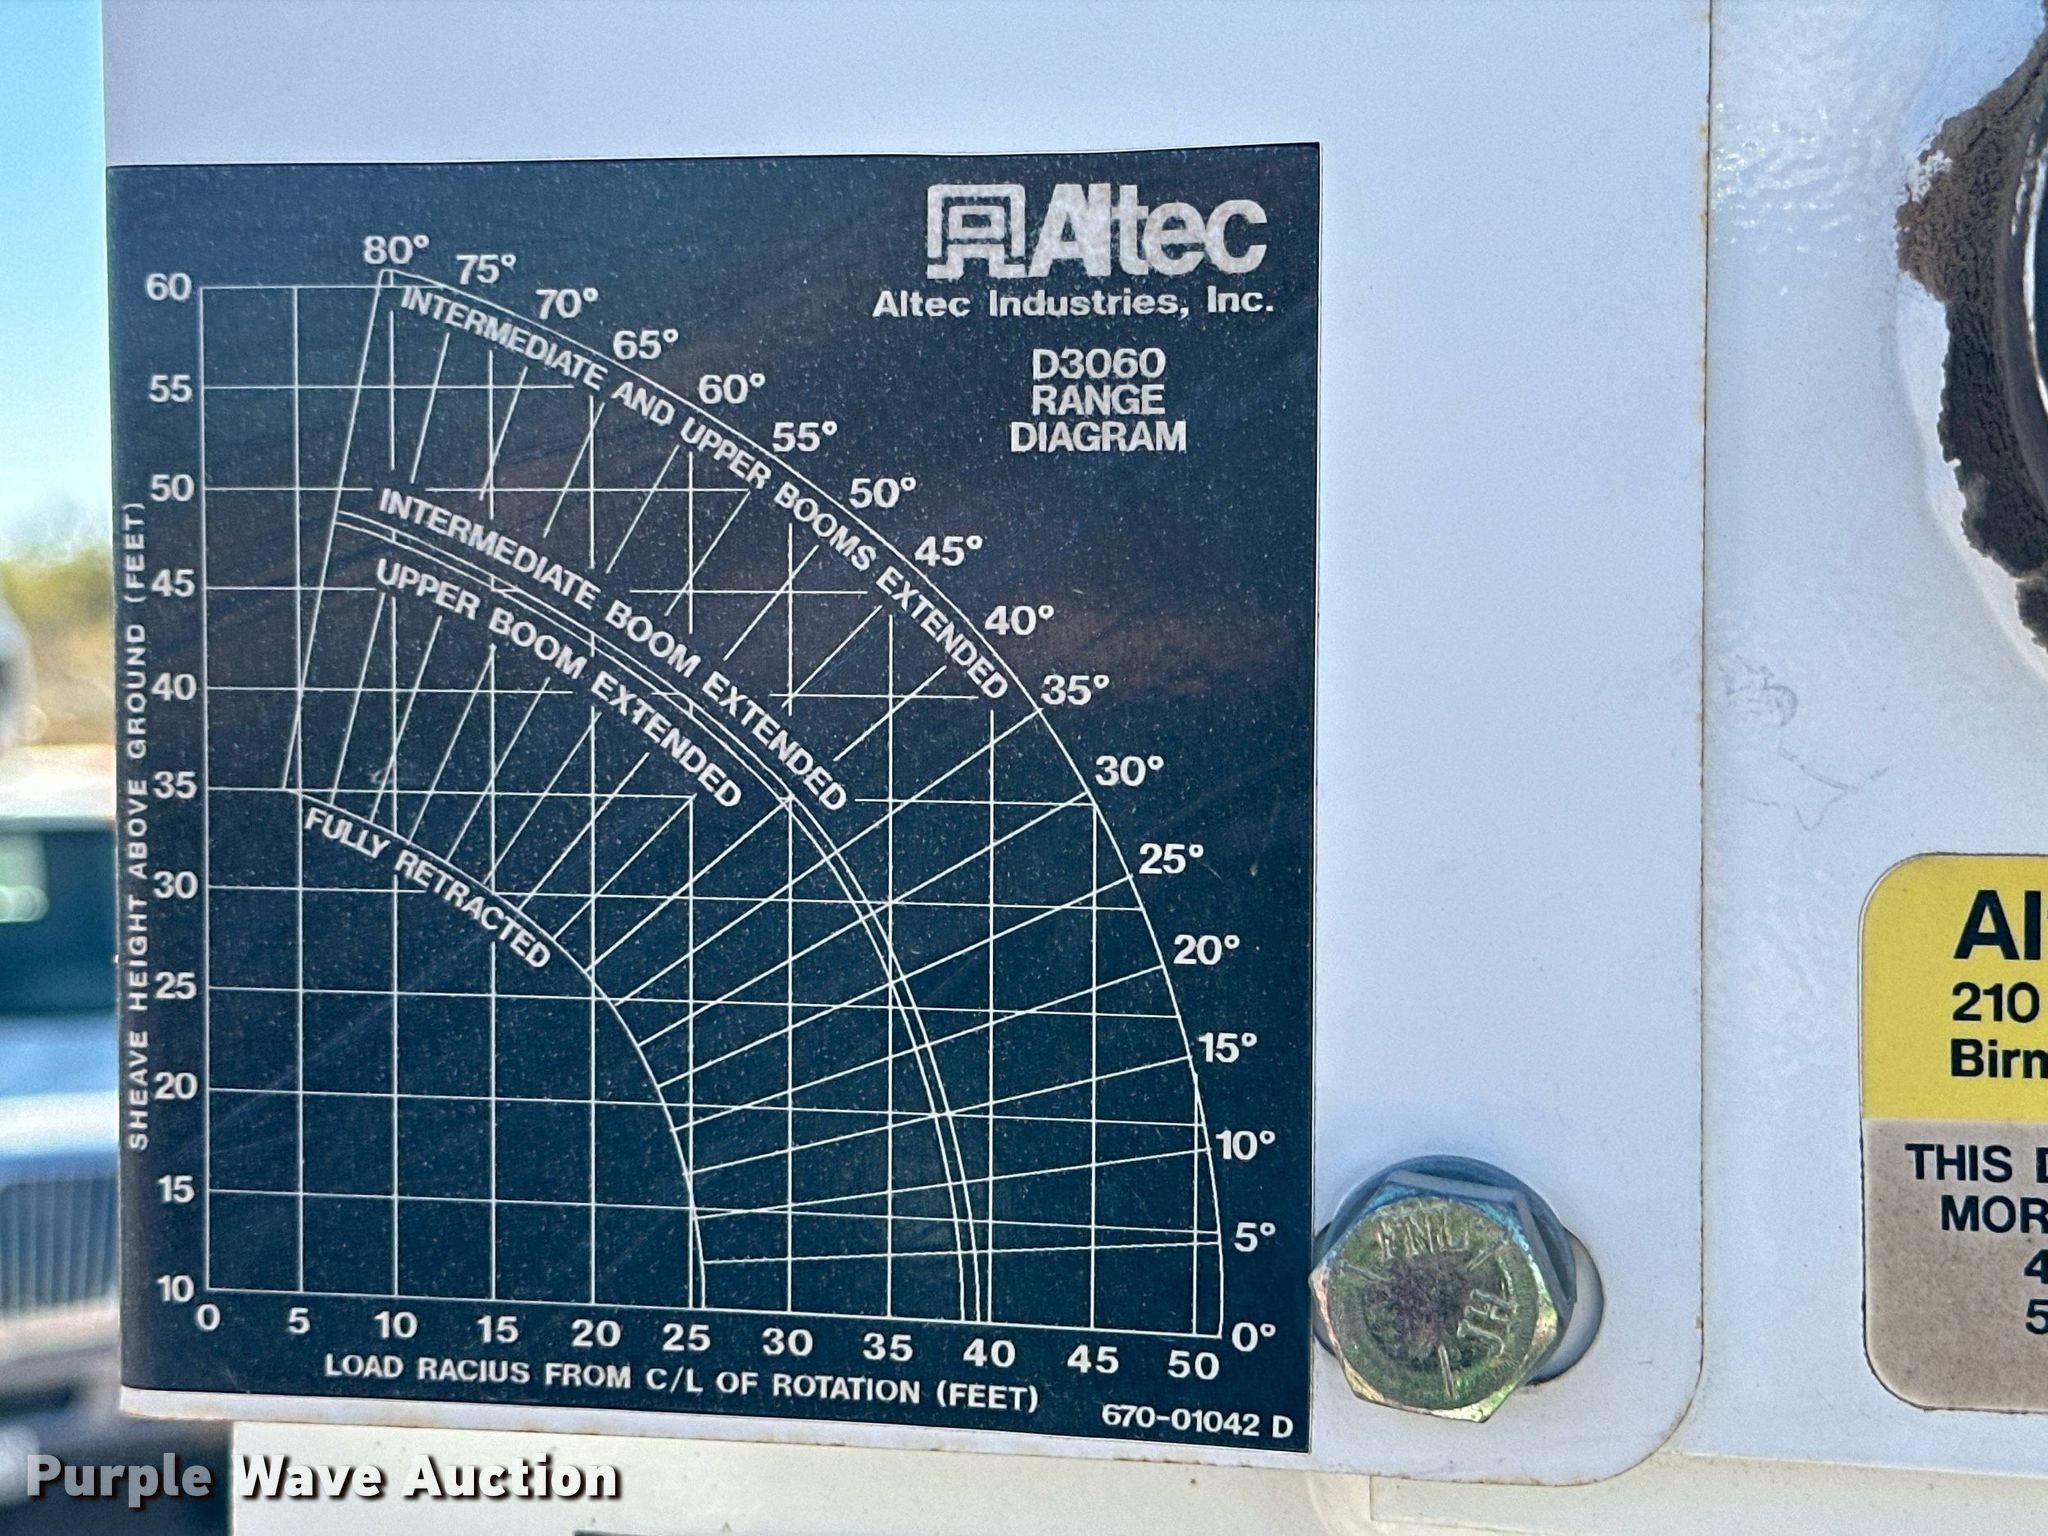 Altec
Altec Industries, Inc.
D3060
RANGE
DIAGRAM
80°
75°
70°
65°
60°
55°
50°
45°
40°
35°
30°
25°
20°
15°
10°
5°
0°
INTERMEDIATE AND UPPER BOOMS EXTENDED
INTERMEDIATE BOOM EXTENDED
UPPER BOOM EXTENDED
FULLY RETRACTED
SHEAVE HEIGHT ABOVE GROUND (FEET)
60
55
50
45
40
35
30
25
20
15
10
0 5 10 15 20 25 30 35 40 45 50
LOAD RACIUS FROM C/L OF ROTATION (FEET)
670-01042 D
FNL
JH
Al
210
Birm
THIS D
MOR
4
5
Purple Wave Auction